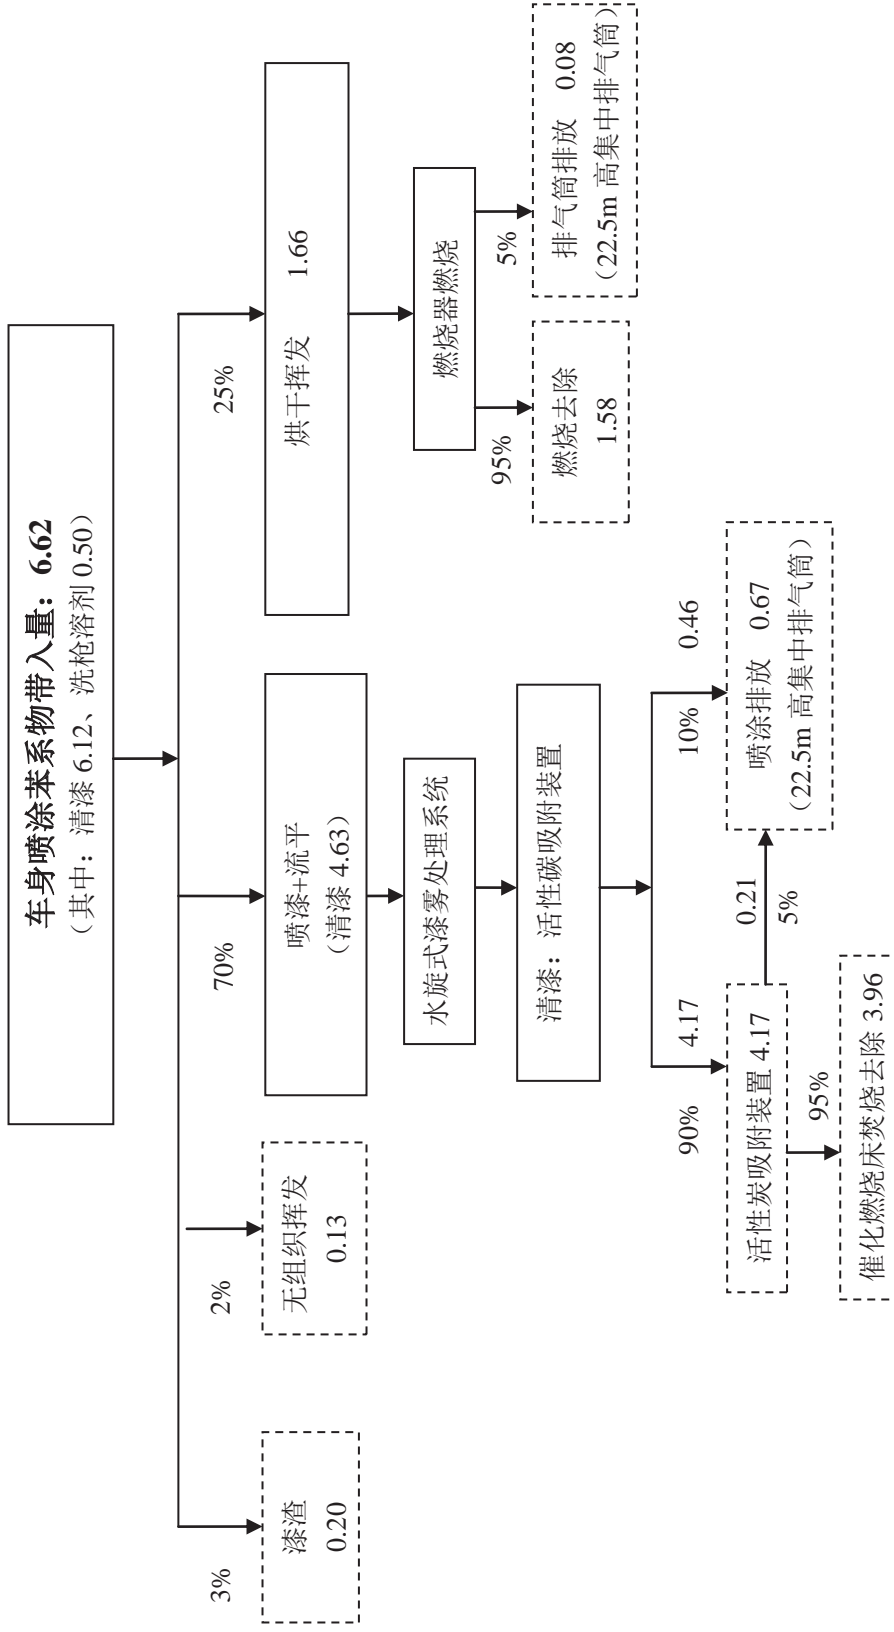 车身喷涂苯系物带入量：6.62
（其中：清漆 6.12、洗枪溶剂 0.50）
3%
2%
70%
25%
漆渣
0.20
无组织挥发
0.13
喷漆+流平
（清漆 4.63）
烘干挥发 1.66
水旋式漆雾处理系统
燃烧器燃烧
清漆：活性碳吸附装置
95%
5%
燃烧去除
1.58
排气筒排放 0.08
（22.5m 高集中排气筒）
90%
4.17
10%
0.46
活性炭吸附装置 4.17
0.21
5%
喷涂排放 0.67
（22.5m 高集中排气筒）
95%
催化燃烧床焚烧去除 3.96